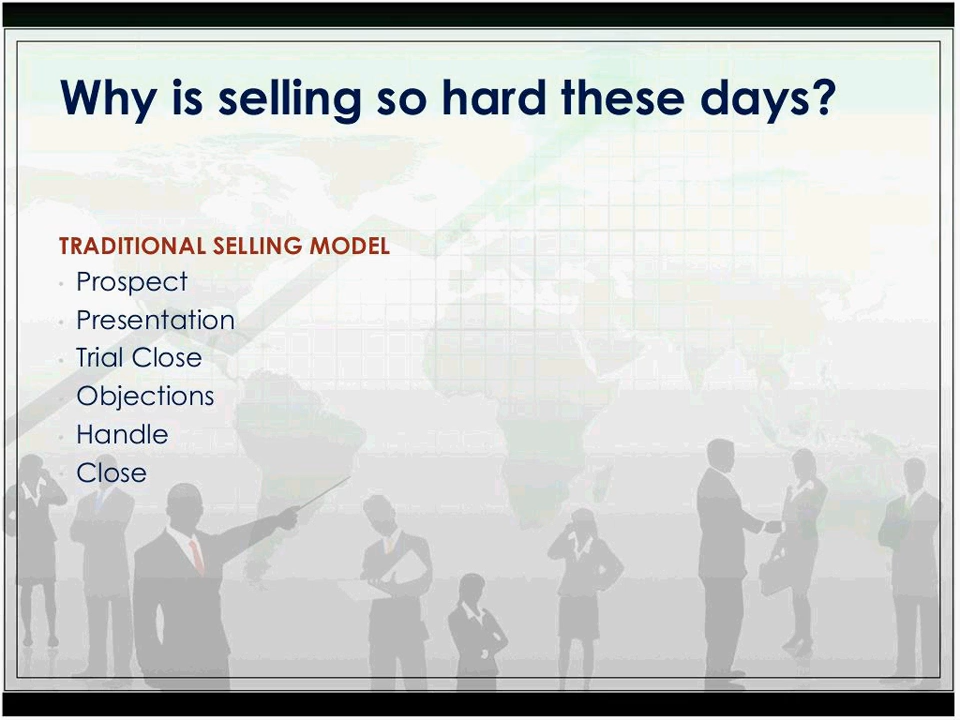 Why is selling so hard these days?
TRADITIONAL SELLING MODEL
• Prospect
• Presentation
• Trial Close
• Objections
• Handle
• Close